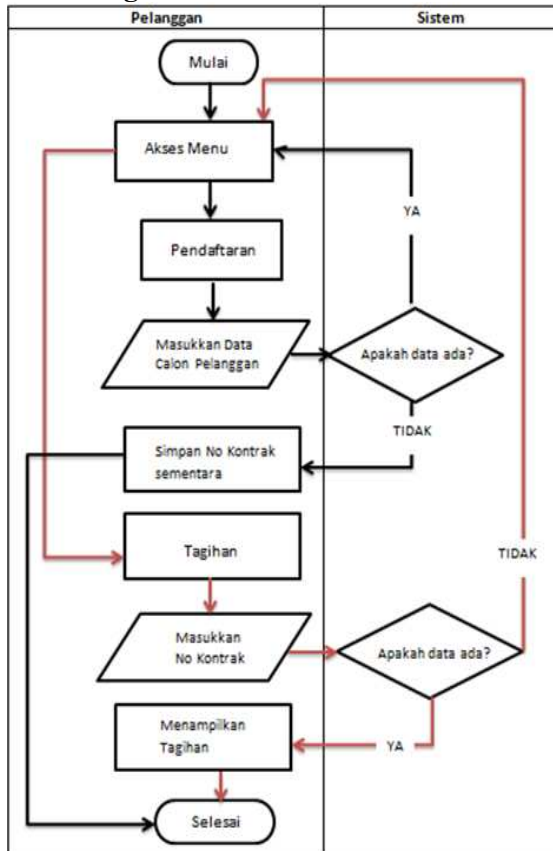 Pelanggan
Sistem
Mulai
Akses Menu
YA
Pendaftaran
Masukkan Data
Calon Pelanggan
Apakah data ada?
TIDAK
Simpan No Kontrak
sementara
Tagihan
TIDAK
Masukkan
No Kontrak
Apakah data ada?
Menampilkan
Tagihan
YA
Selesai